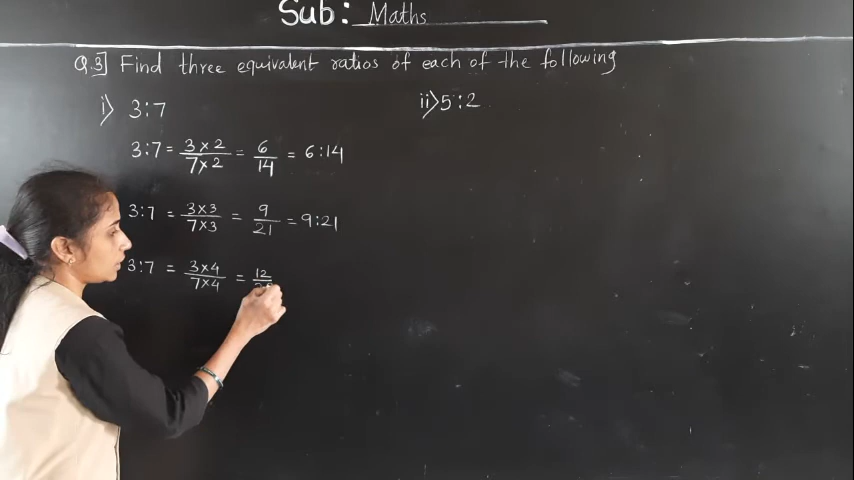 Sub: Maths
Q.3] Find three equivalent ratios of each of the following
i) 3:7
3:7 = 3×2/7×2 = 6/14 = 6:14
3:7 = 3×3/7×3 = 9/21 = 9:21
3:7 = 3×4/7×4 = 12/
ii) 5:2